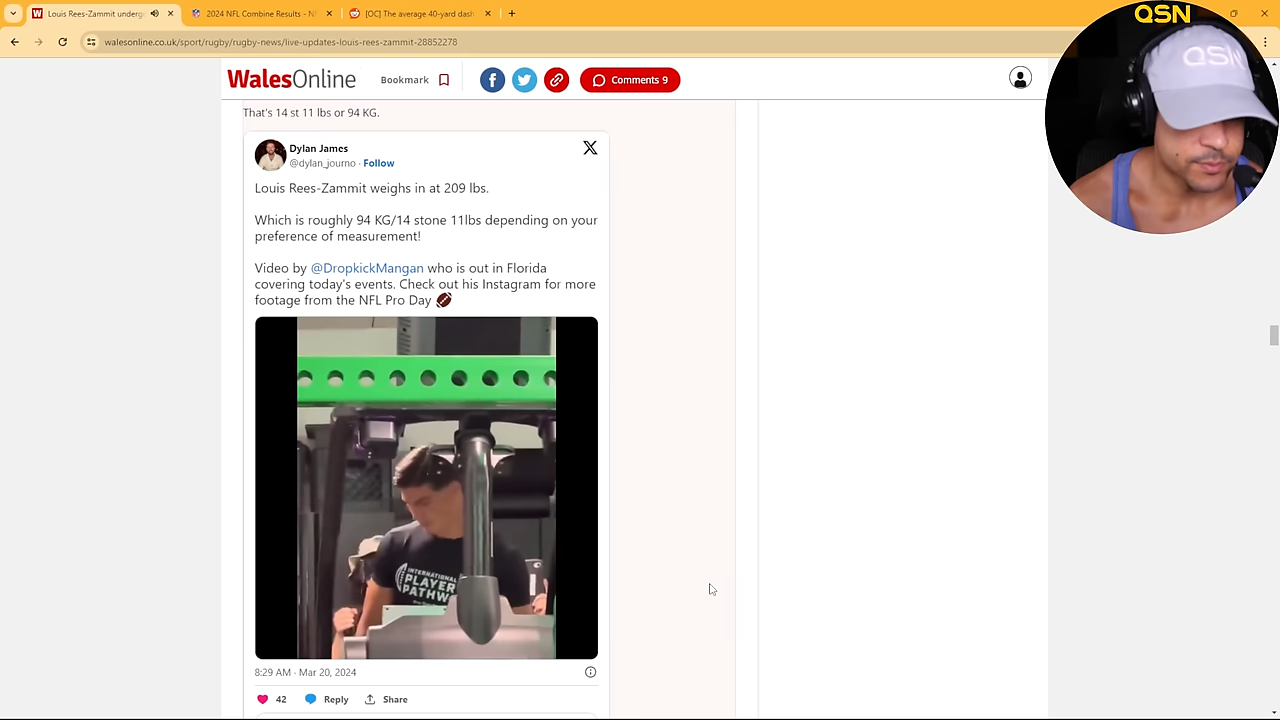 Louis Rees-Zammit underg
2024 NFL Combine Results - N
[OC] The average 40-yard dash
walesonline.co.uk/sport/rugby/rugby-news/live-updates-louis-rees-zammit-28852278
QSN
QSN
WalesOnline
Bookmark
Comments 9
That's 14 st 11 lbs or 94 KG.
Dylan James
@dylan_journo · Follow
Louis Rees-Zammit weighs in at 209 lbs.
Which is roughly 94 KG/14 stone 11lbs depending on your
preference of measurement!
Video by @DropkickMangan who is out in Florida
covering today's events. Check out his Instagram for more
footage from the NFL Pro Day 🏈
INTERNATIONAL
PLAYER
PATHW
8:29 AM · Mar 20, 2024
42
Reply
Share